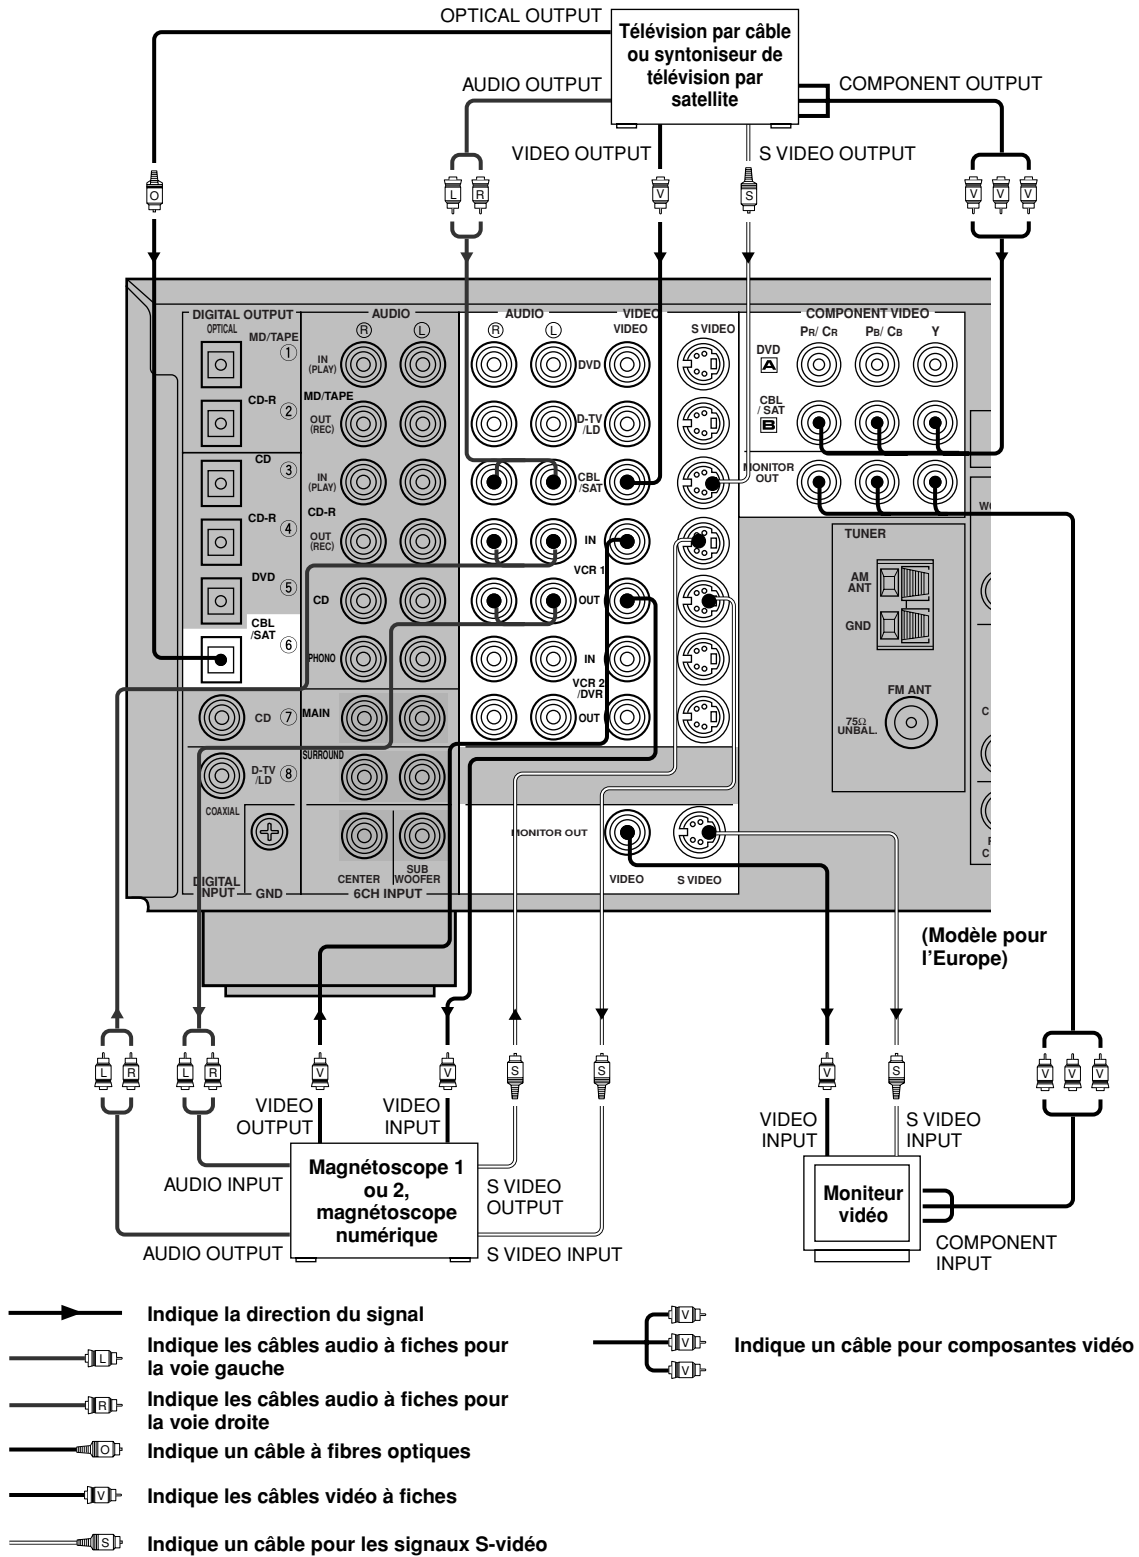 OPTICAL OUTPUT
Télévision par câble
ou syntoniseur de
télévision par
satellite
AUDIO OUTPUT
COMPONENT OUTPUT
VIDEO OUTPUT
S VIDEO OUTPUT
O
L
R
V
S
V
V
V
DIGITAL OUTPUT
OPTICAL
MD/TAPE
①
CD-R
②
CD
③
CD-R
④
DVD
⑤
CBL
/SAT
⑥
CD
⑦
D-TV
/LD
⑧
COAXIAL
DIGITAL
INPUT
GND
AUDIO
Ⓡ
Ⓛ
IN
(PLAY)
MD/TAPE
OUT
(REC)
IN
(PLAY)
CD-R
OUT
(REC)
CD
PHONO
MAIN
SURROUND
CENTER
SUB
WOOFER
6CH INPUT
AUDIO
Ⓡ
Ⓛ
VIDEO
VIDEO
S VIDEO
DVD
D-TV
/LD
CBL
/SAT
IN
VCR 1
OUT
IN
VCR 2
/DVR
OUT
MONITOR OUT
VIDEO
S VIDEO
COMPONENT VIDEO
PR/ CR
PB/ CB
Y
DVD
A
CBL
/ SAT
B
MONITOR
OUT
TUNER
AM
ANT
GND
FM ANT
75Ω
UNBAL.
(Modèle pour
l'Europe)
L
R
L
R
V
V
S
S
V
S
V
V
V
VIDEO
OUTPUT
VIDEO
INPUT
AUDIO INPUT
AUDIO OUTPUT
Magnétoscope 1
ou 2,
magnétoscope
numérique
S VIDEO
OUTPUT
S VIDEO INPUT
VIDEO
INPUT
S VIDEO
INPUT
Moniteur
vidéo
COMPONENT
INPUT
Indique la direction du signal
L
Indique les câbles audio à fiches pour
la voie gauche
R
Indique les câbles audio à fiches pour
la voie droite
O
Indique un câble à fibres optiques
V
Indique les câbles vidéo à fiches
S
Indique un câble pour les signaux S-vidéo
V
V
V
Indique un câble pour composantes vidéo